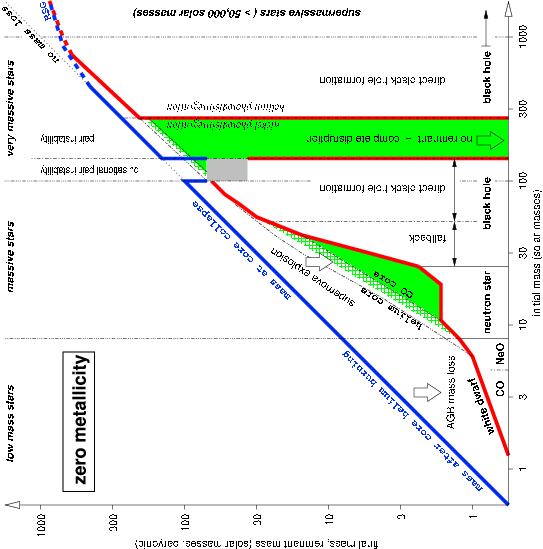 supermassive stars ( > 50,000 solar masses)
very massive stars
massive stars
low mass stars
zero metallicity
RSG
no mass loss
pair instability
direct black hole formation
helium photodisintegration
no remnant – complete disruption
direct black hole formation
fallback
supernova explosion
mass at core collapse
helium core
CO core
AGB mass loss
mass after core helium burning
white dwarf
black hole
black hole
neutron star
NeO
CO
initial mass (solar masses)
1000
300
100
30
10
3
1
final mass, remnant mass (solar masses, baryonic)
1000
300
100
30
10
3
1